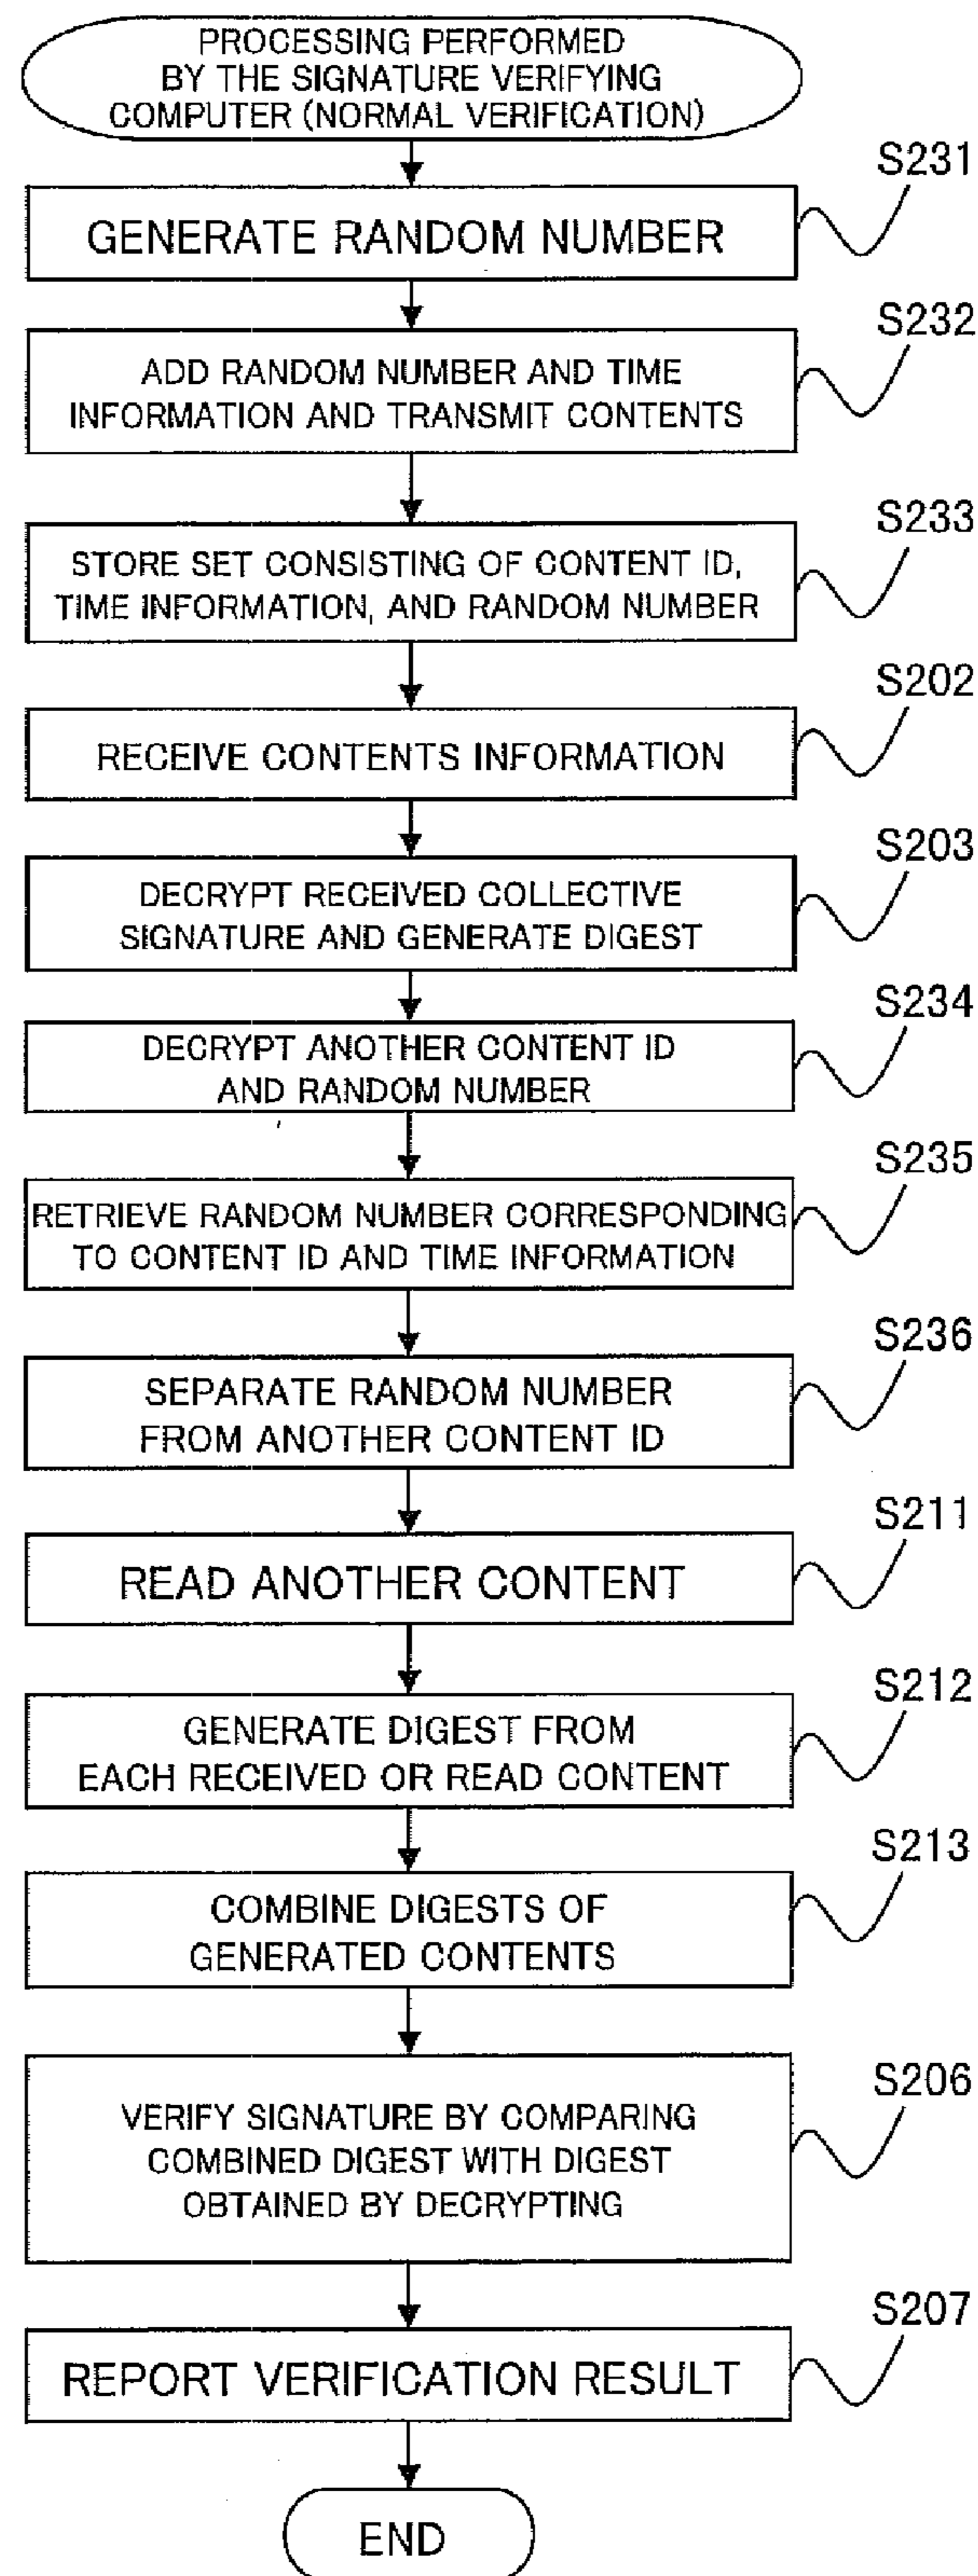 PROCESSING PERFORMED
BY THE SIGNATURE VERIFYING
COMPUTER (NORMAL VERIFICATION)
S231
GENERATE RANDOM NUMBER
S232
ADD RANDOM NUMBER AND TIME
INFORMATION AND TRANSMIT CONTENTS
S233
STORE SET CONSISTING OF CONTENT ID,
TIME INFORMATION, AND RANDOM NUMBER
S202
RECEIVE CONTENTS INFORMATION
S203
DECRYPT RECEIVED COLLECTIVE
SIGNATURE AND GENERATE DIGEST
S234
DECRYPT ANOTHER CONTENT ID
AND RANDOM NUMBER
S235
RETRIEVE RANDOM NUMBER CORRESPONDING
TO CONTENT ID AND TIME INFORMATION
S236
SEPARATE RANDOM NUMBER
FROM ANOTHER CONTENT ID
S211
READ ANOTHER CONTENT
S212
GENERATE DIGEST FROM
EACH RECEIVED OR READ CONTENT
S213
COMBINE DIGESTS OF
GENERATED CONTENTS
S206
VERIFY SIGNATURE BY COMPARING
COMBINED DIGEST WITH DIGEST
OBTAINED BY DECRYPTING
S207
REPORT VERIFICATION RESULT
END